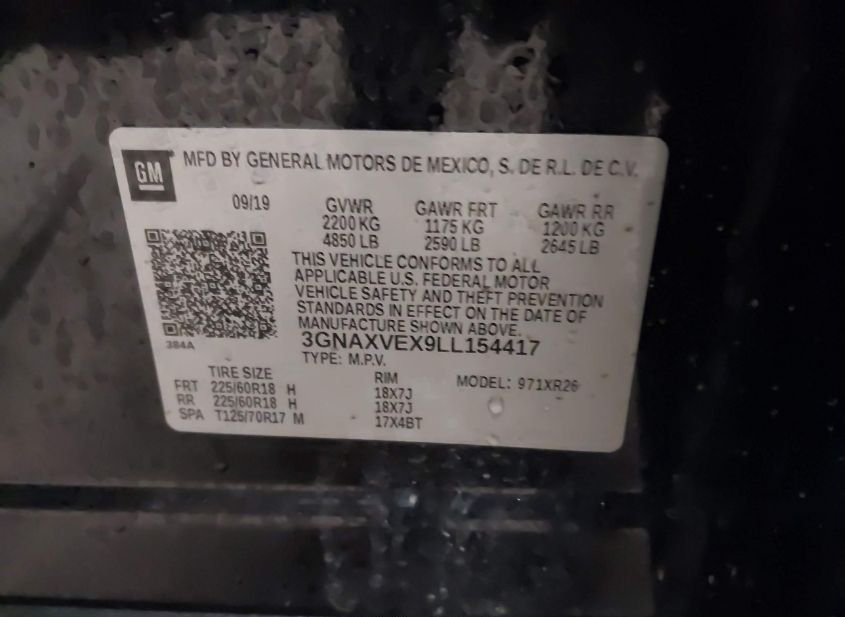 GM
MFD BY GENERAL MOTORS DE MEXICO, S. DE R.L. DE C.V.
09/19 GVWR GAWR FRT GAWR RR
2200 KG 1175 KG 1200 KG
4850 LB 2590 LB 2645 LB
THIS VEHICLE CONFORMS TO ALL
APPLICABLE U.S. FEDERAL MOTOR
VEHICLE SAFETY AND THEFT PREVENTION
STANDARDS IN EFFECT ON THE DATE OF
MANUFACTURE SHOWN ABOVE.
384A
3GNAXVEX9LL154417
TYPE: M.P.V.
TIRE SIZE RIM MODEL: 971XR26
FRT 225/60R18 H 18X7J
RR 225/60R18 H 18X7J
SPA T125/70R17 M 17X4BT